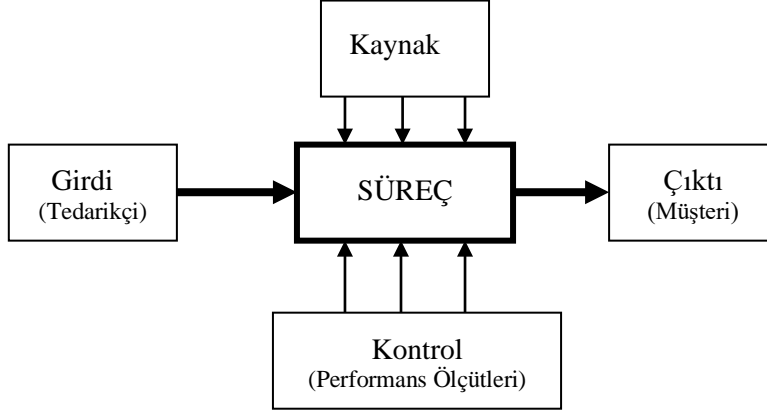 Kaynak
Girdi
(Tedarikçi)
SÜREÇ
Çıktı
(Müşteri)
Kontrol
(Performans Ölçütleri)